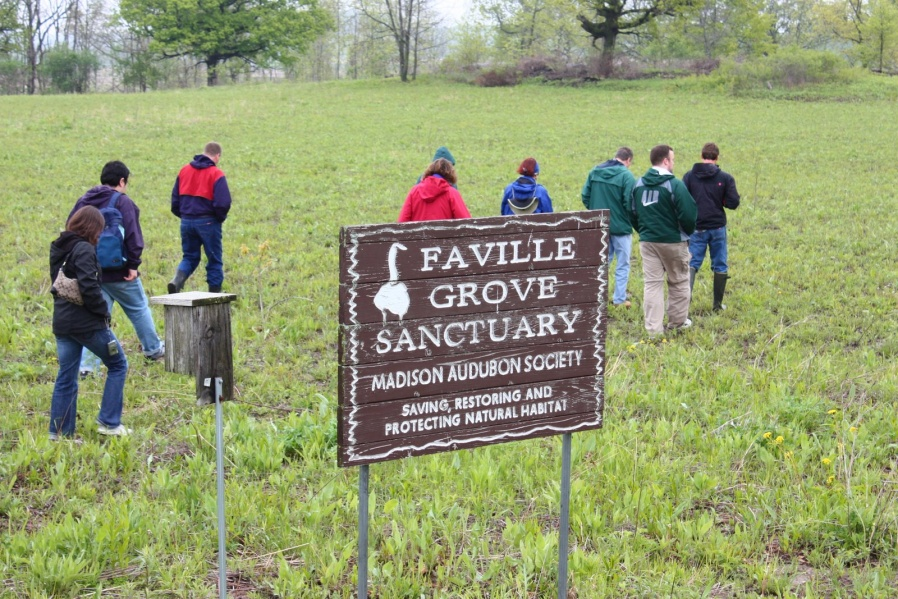 FAVILLE
GROVE
SANCTUARY
MADISON AUDUBON SOCIETY
SAVING, RESTORING AND
PROTECTING NATURAL HABITAT
W